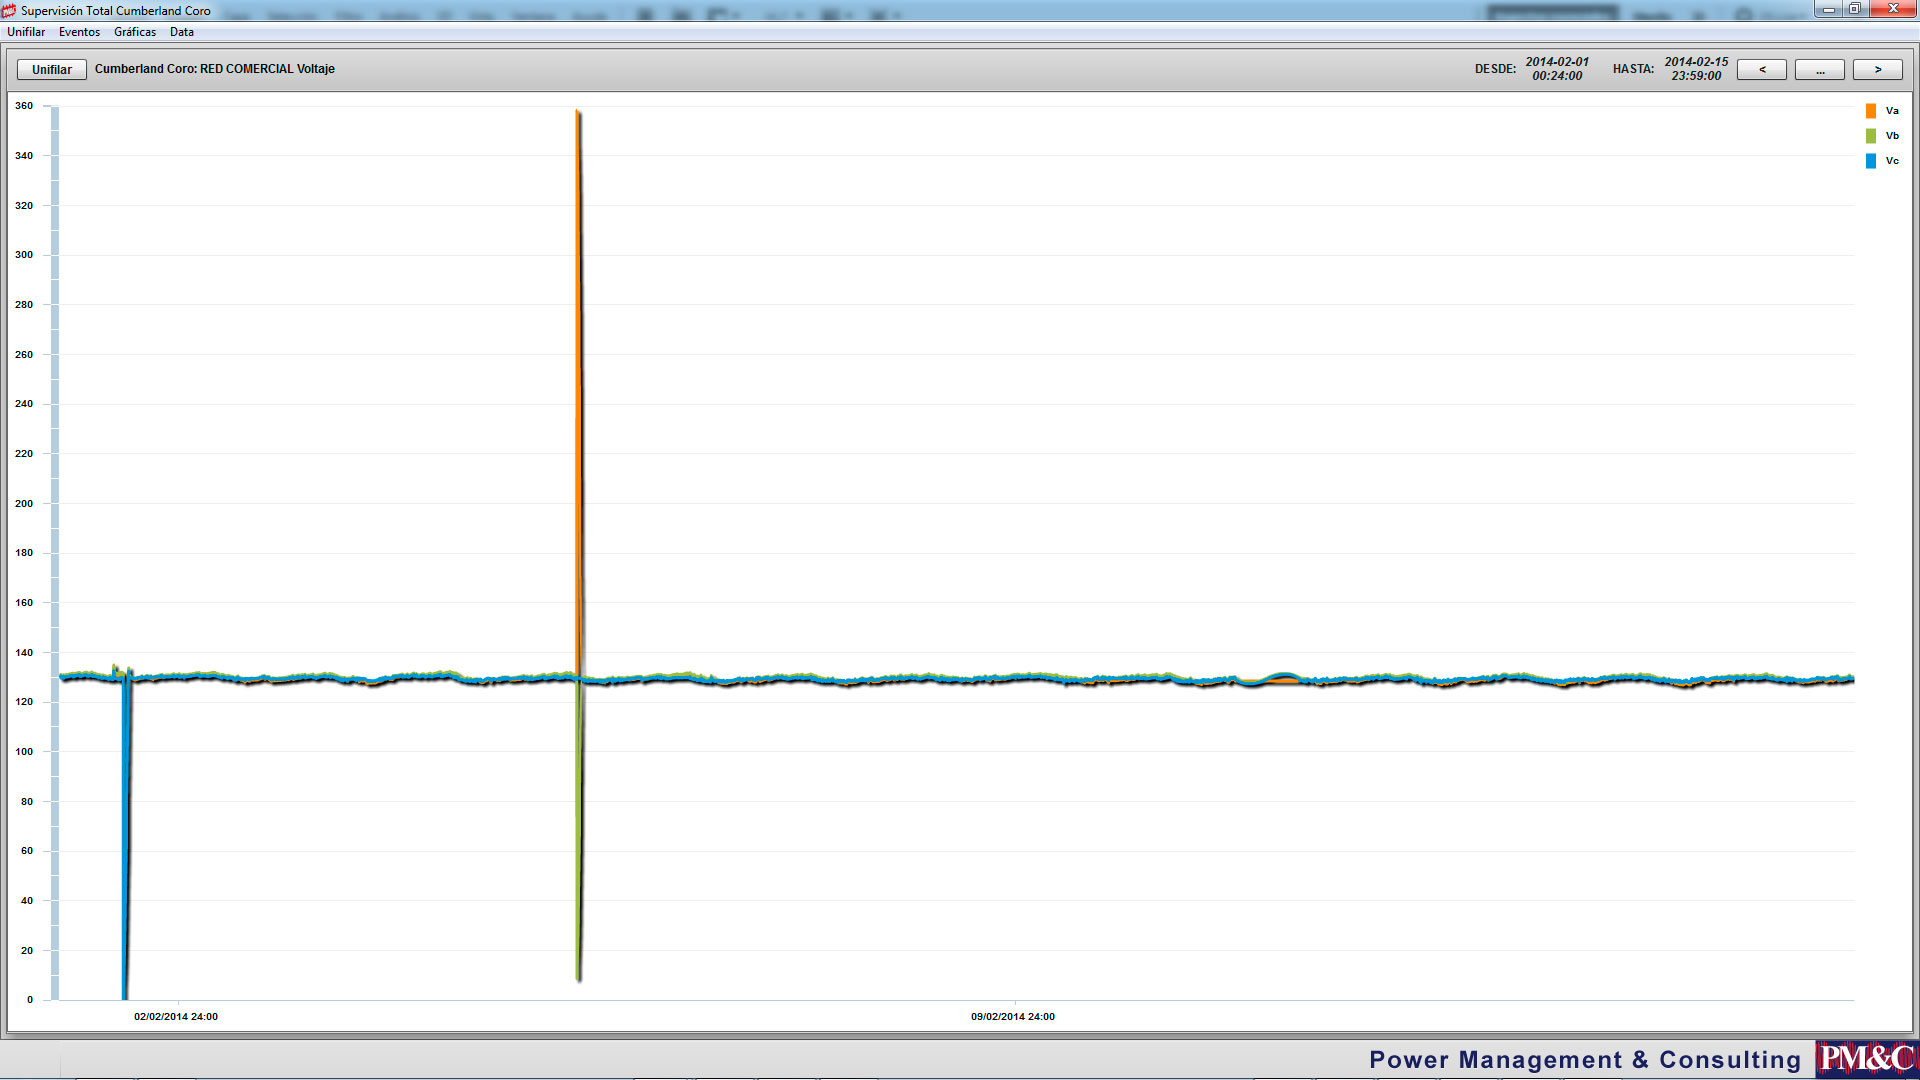 Supervisión Total Cumberland Coro
Unifilar Eventos Gráficas Data
Unifilar Cumberland Coro: RED COMERCIAL Voltaje DESDE: 2014-02-01 00:24:00 HASTA: 2014-02-15 23:59:00 < ... >
360
340
320
300
280
260
240
220
200
180
160
140
120
100
80
60
40
20
0
Va
Vb
Vc
02/02/2014 24:00 09/02/2014 24:00
Power Management & Consulting PM&C